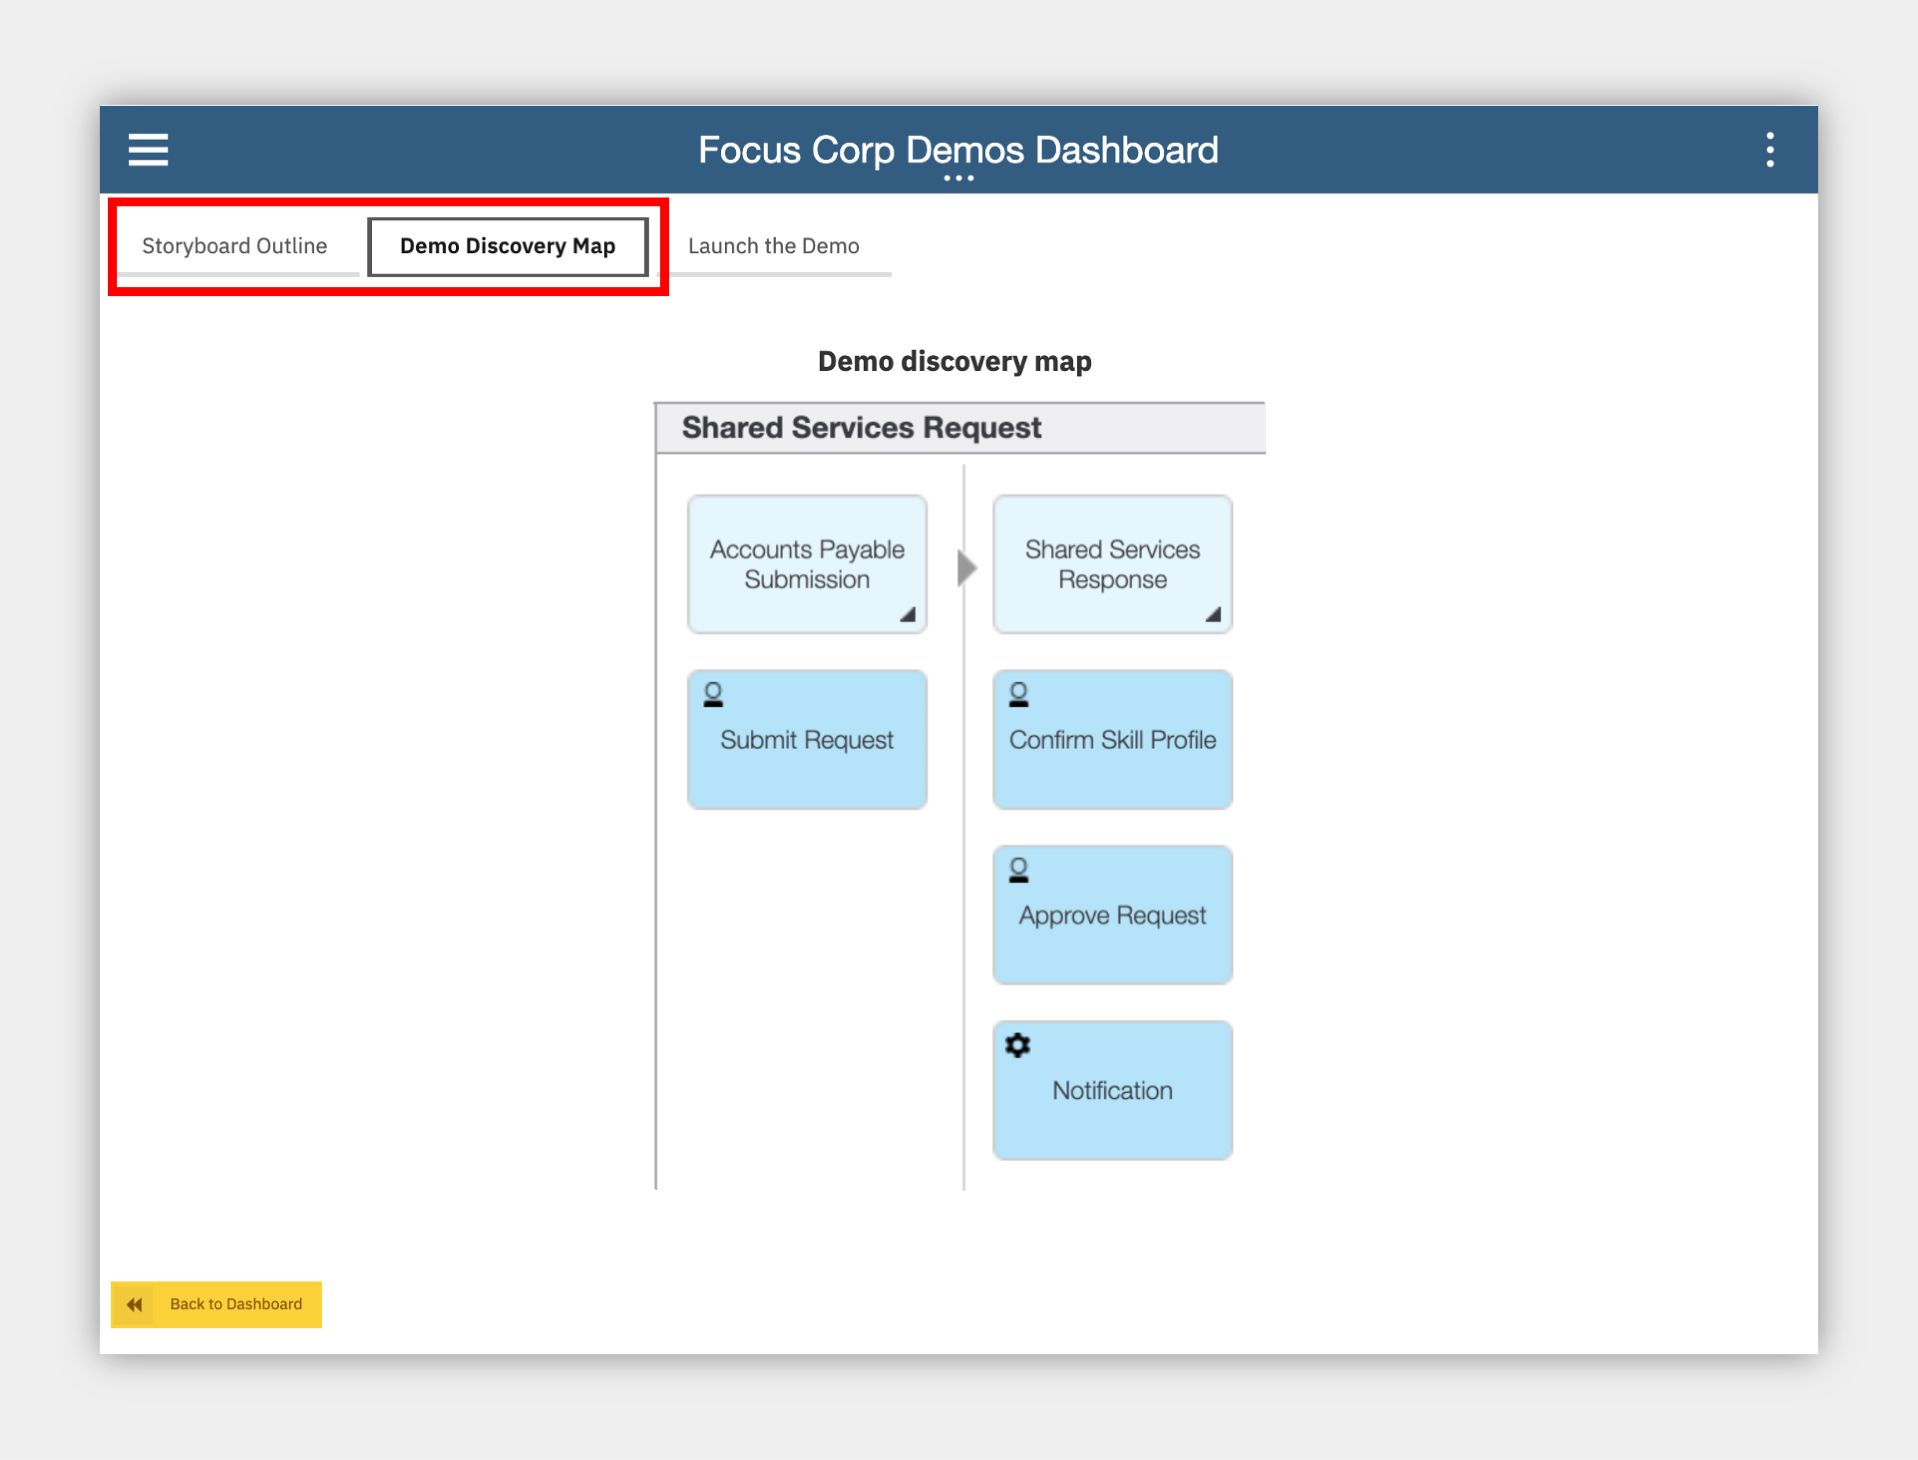 Focus Corp Demos Dashboard
Storyboard Outline
Demo Discovery Map
Launch the Demo
Demo discovery map
Shared Services Request
Accounts Payable
Submission
Shared Services
Response
Submit Request
Confirm Skill Profile
Approve Request
Notification
Back to Dashboard